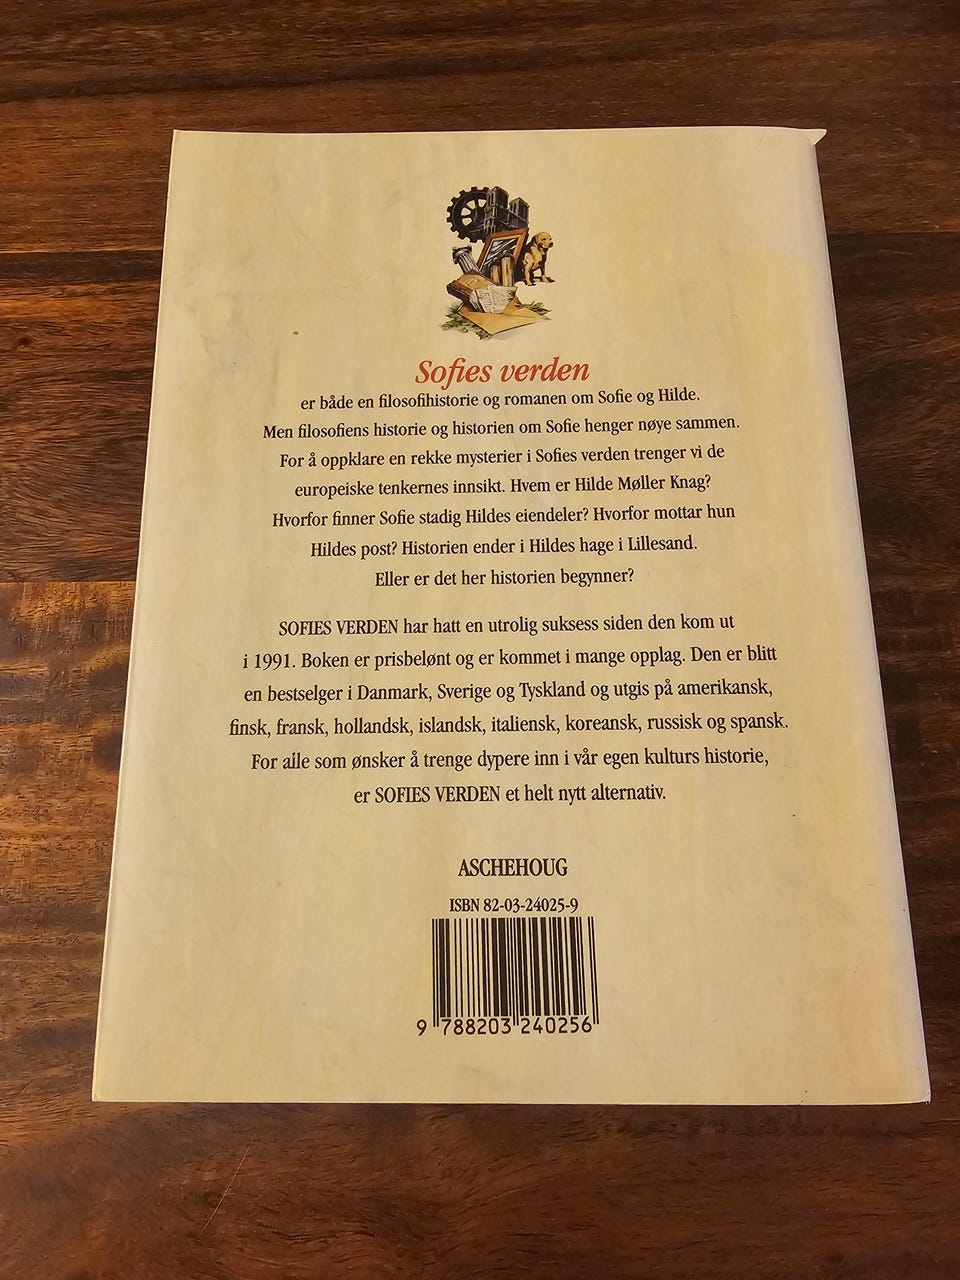 Sofies verden
er både en filosofihistorie og romanen om Sofie og Hilde.
Men filosofiens historie og historien om Sofie henger nøye sammen.
For å oppklare en rekke mysterier i Sofies verden trenger vi de
europeiske tenkernes innsikt. Hvem er Hilde Møller Knag?
Hvorfor finner Sofie stadig Hildes eiendeler? Hvorfor mottar hun
Hildes post? Historien ender i Hildes hage i Lillesand.
Eller er det her historien begynner?
SOFIES VERDEN har hatt en utrolig suksess siden den kom ut
i 1991. Boken er prisbelønt og er kommet i mange opplag. Den er blitt
en bestselger i Danmark, Sverige og Tyskland og utgis på amerikansk,
finsk, fransk, hollandsk, islandsk, italiensk, koreansk, russisk og spansk.
For alle som ønsker å trenge dypere inn i vår egen kulturs historie,
er SOFIES VERDEN et helt nytt alternativ.
ASCHEHOUG
ISBN 82-03-24025-9
9 788203 240256